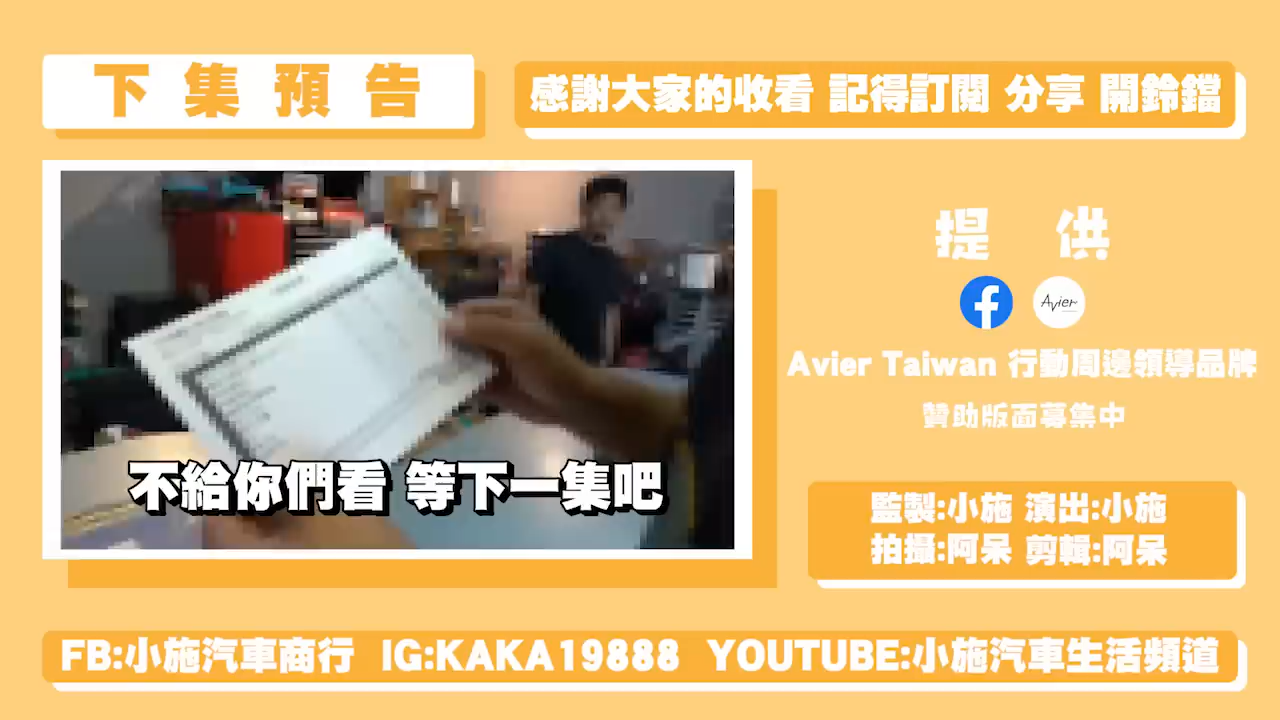 下集預告
感謝大家的收看 記得訂閱 分享 開鈴鐺
不給你們看 等下一集吧
提 供
Avier
Avier Taiwan 行動周邊領導品牌
贊助版面募集中
監製:小施 演出:小施
拍攝:阿呆 剪輯:阿呆
FB:小施汽車商行 IG:KAKA19888 YOUTUBE:小施汽車生活頻道